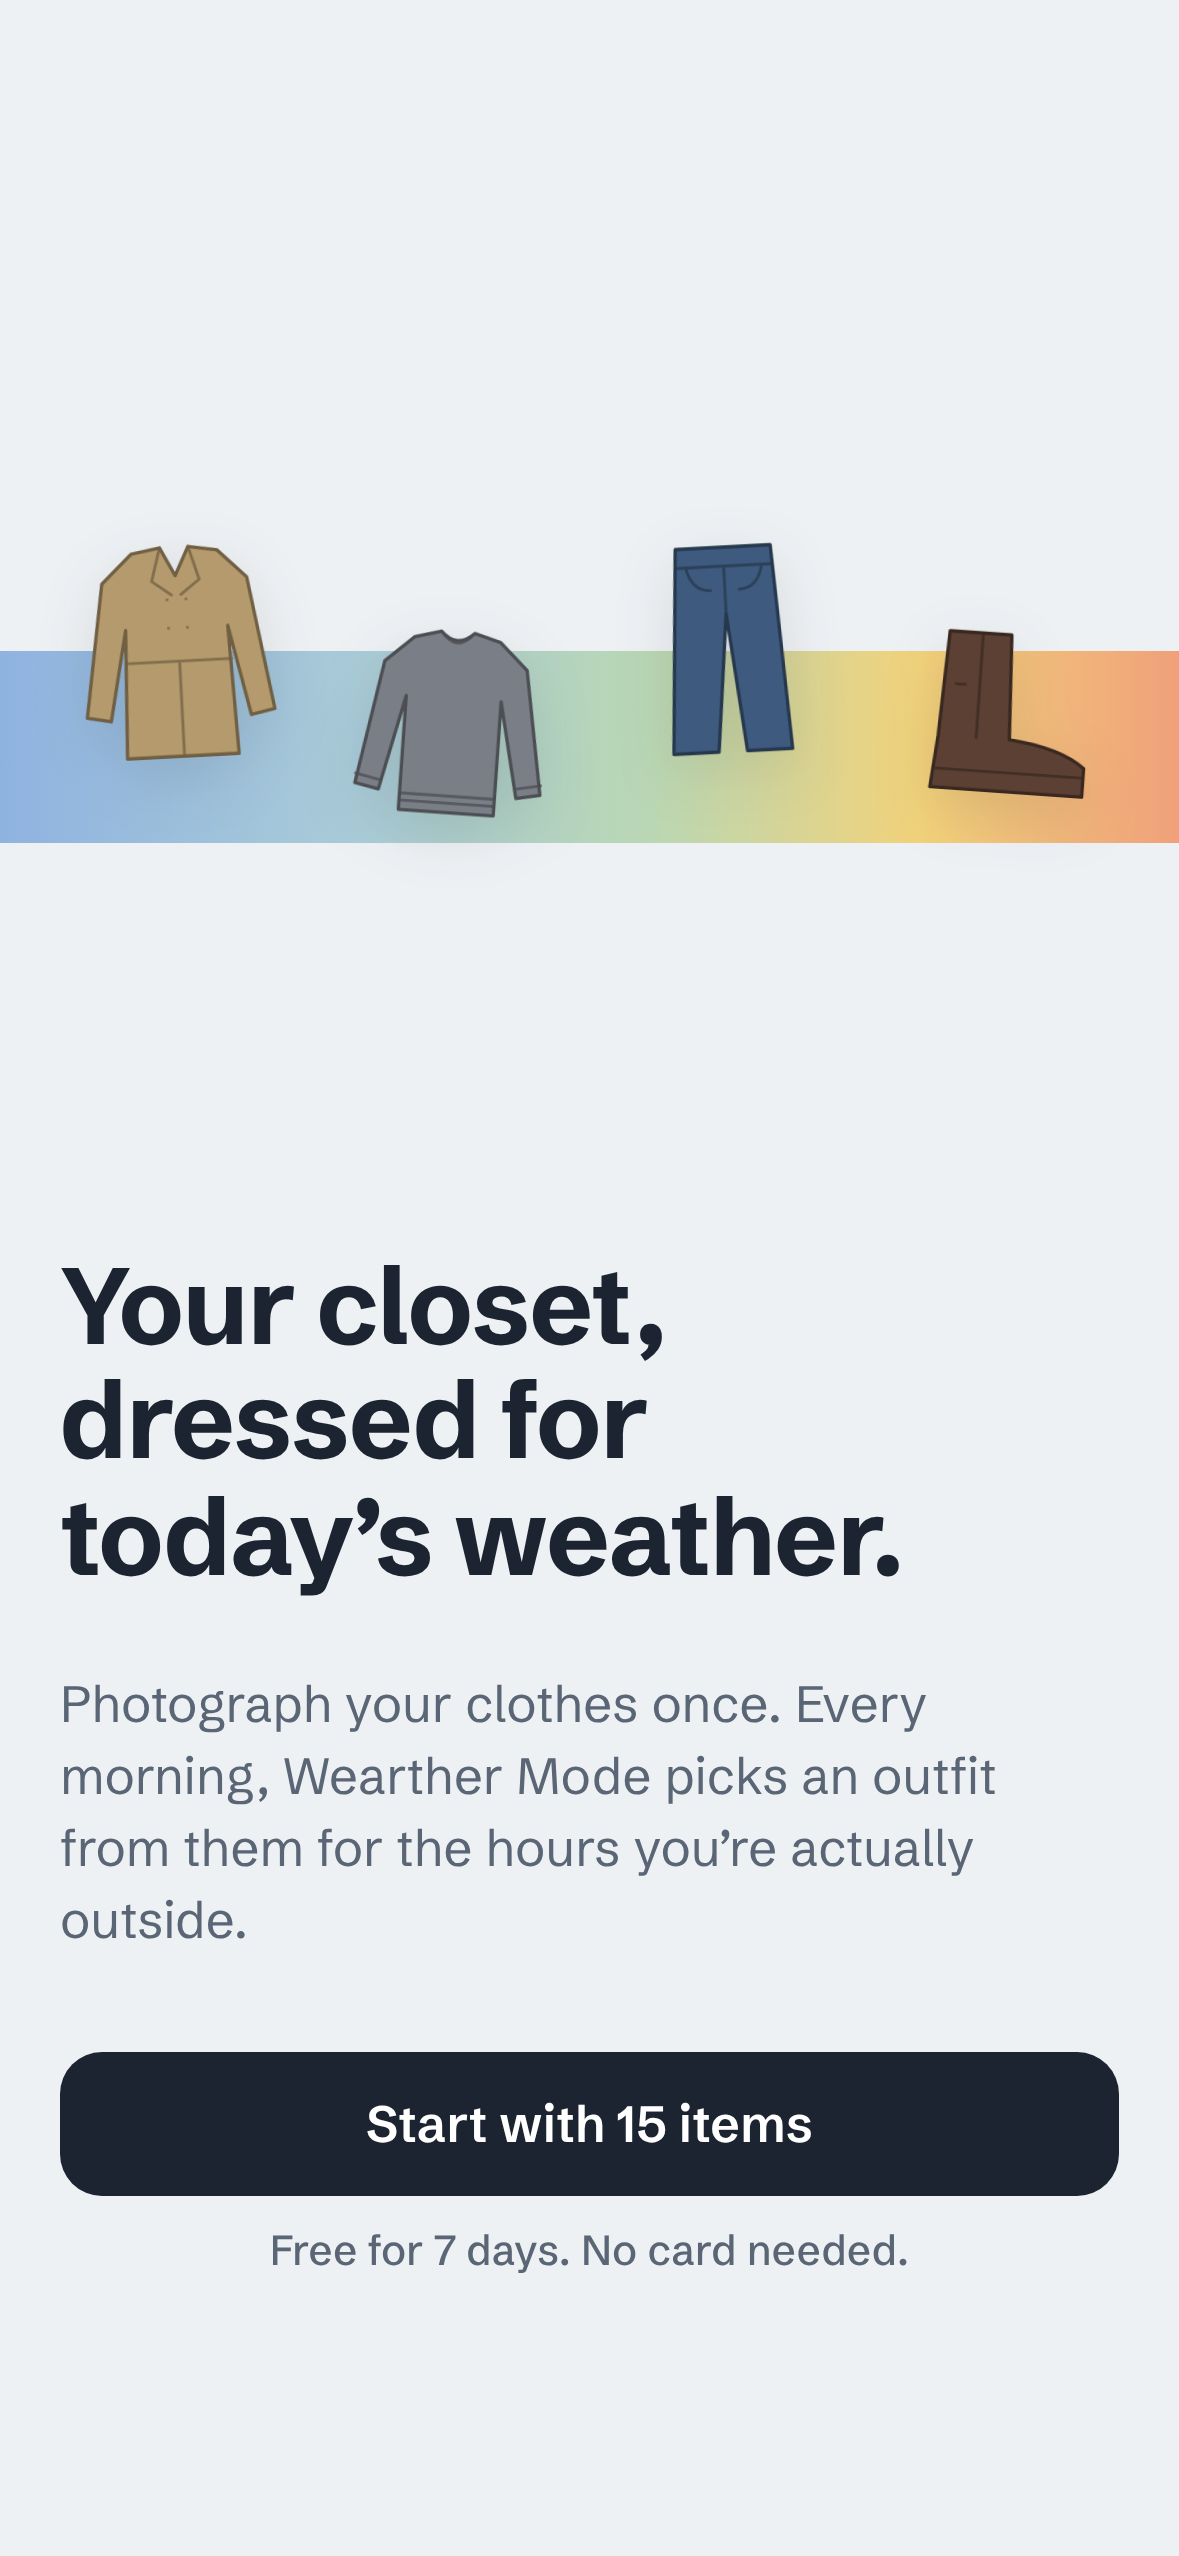 Your closet,
dressed for
today’s weather.
Photograph your clothes once. Every
morning, Wearther Mode picks an outfit
from them for the hours you’re actually
outside.
Start with 15 items
Free for 7 days. No card needed.